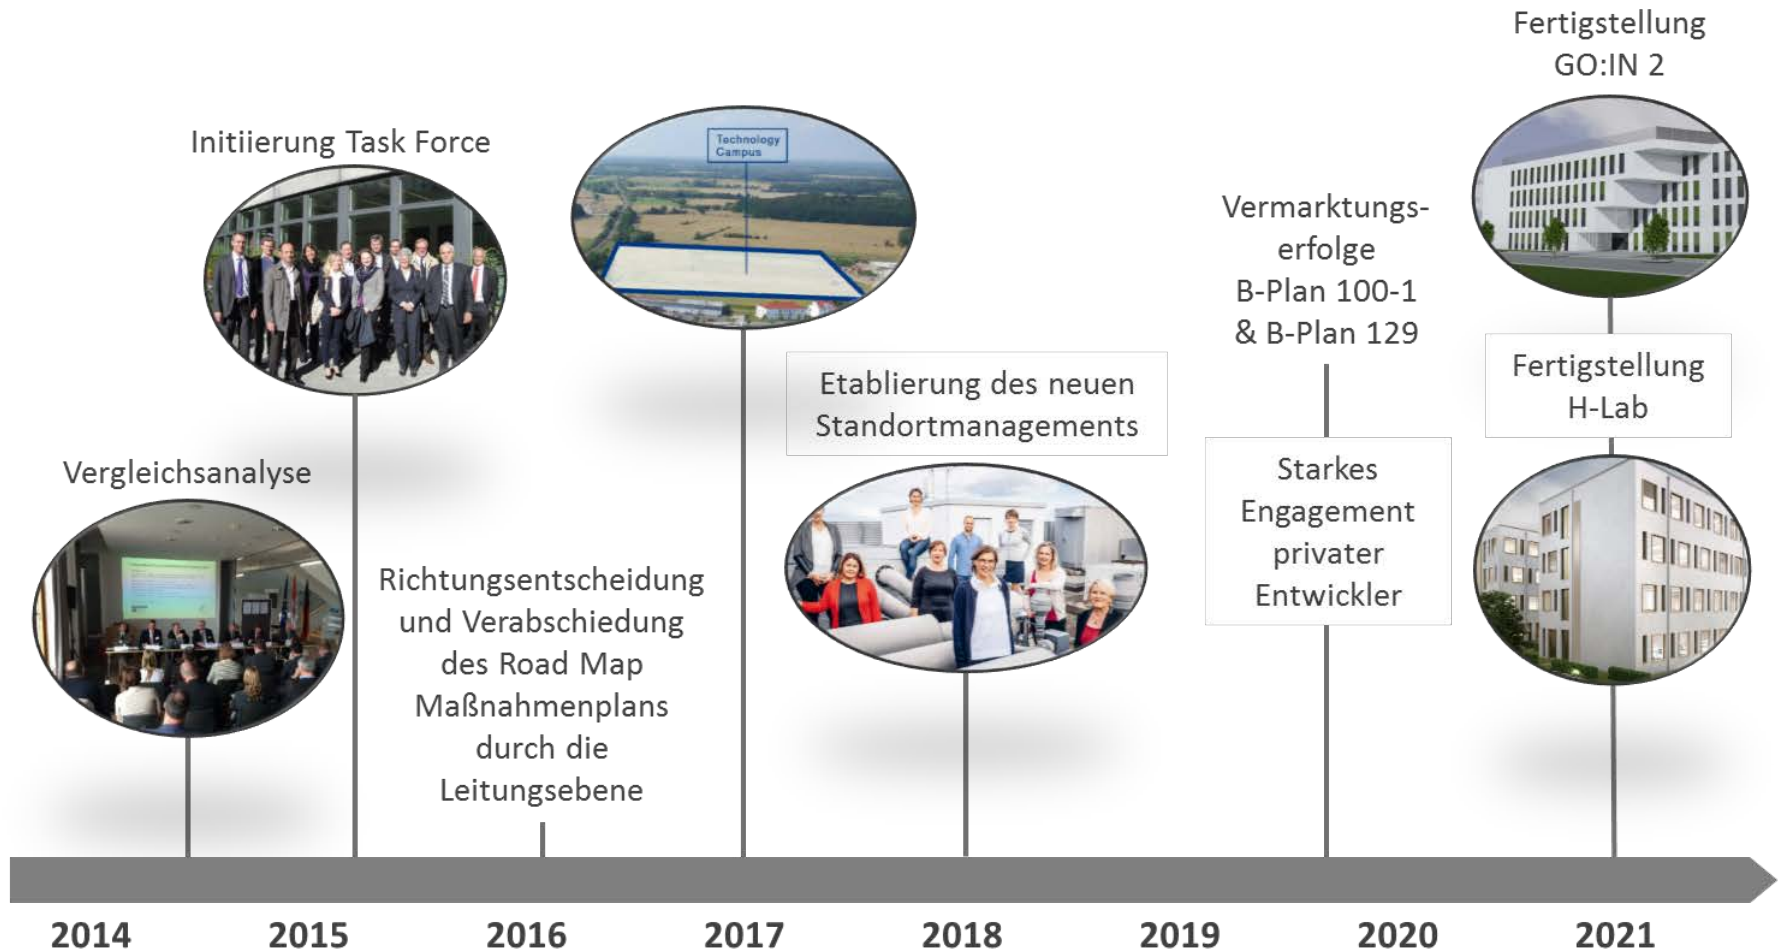 Vergleichsanalyse
Initiierung Task Force
Richtungsentscheidung
und Verabschiedung
des Road Map
Maßnahmenplans
durch die
Leitungsebene
Technology
Campus
Etablierung des neuen
Standortmanagements
Vermarktungs-
erfolge
B-Plan 100-1
& B-Plan 129
Starkes
Engagement
privater
Entwickler
Fertigstellung
GO:IN 2
Fertigstellung
H-Lab
2014
2015
2016
2017
2018
2019
2020
2021